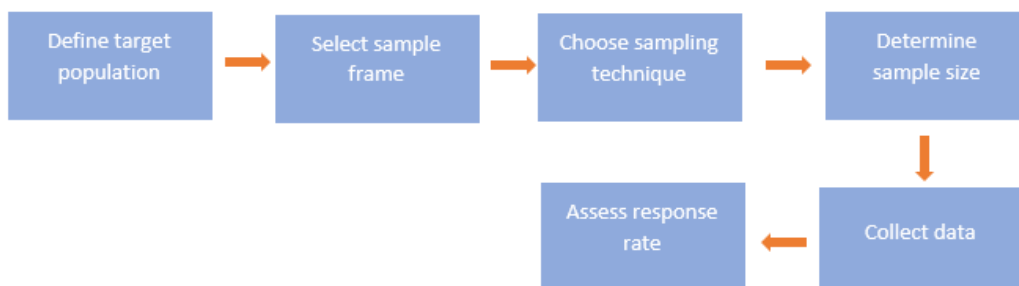 Define target
population
Select sample
frame
Choose sampling
technique
Determine
sample size
Collect data
Assess response
rate